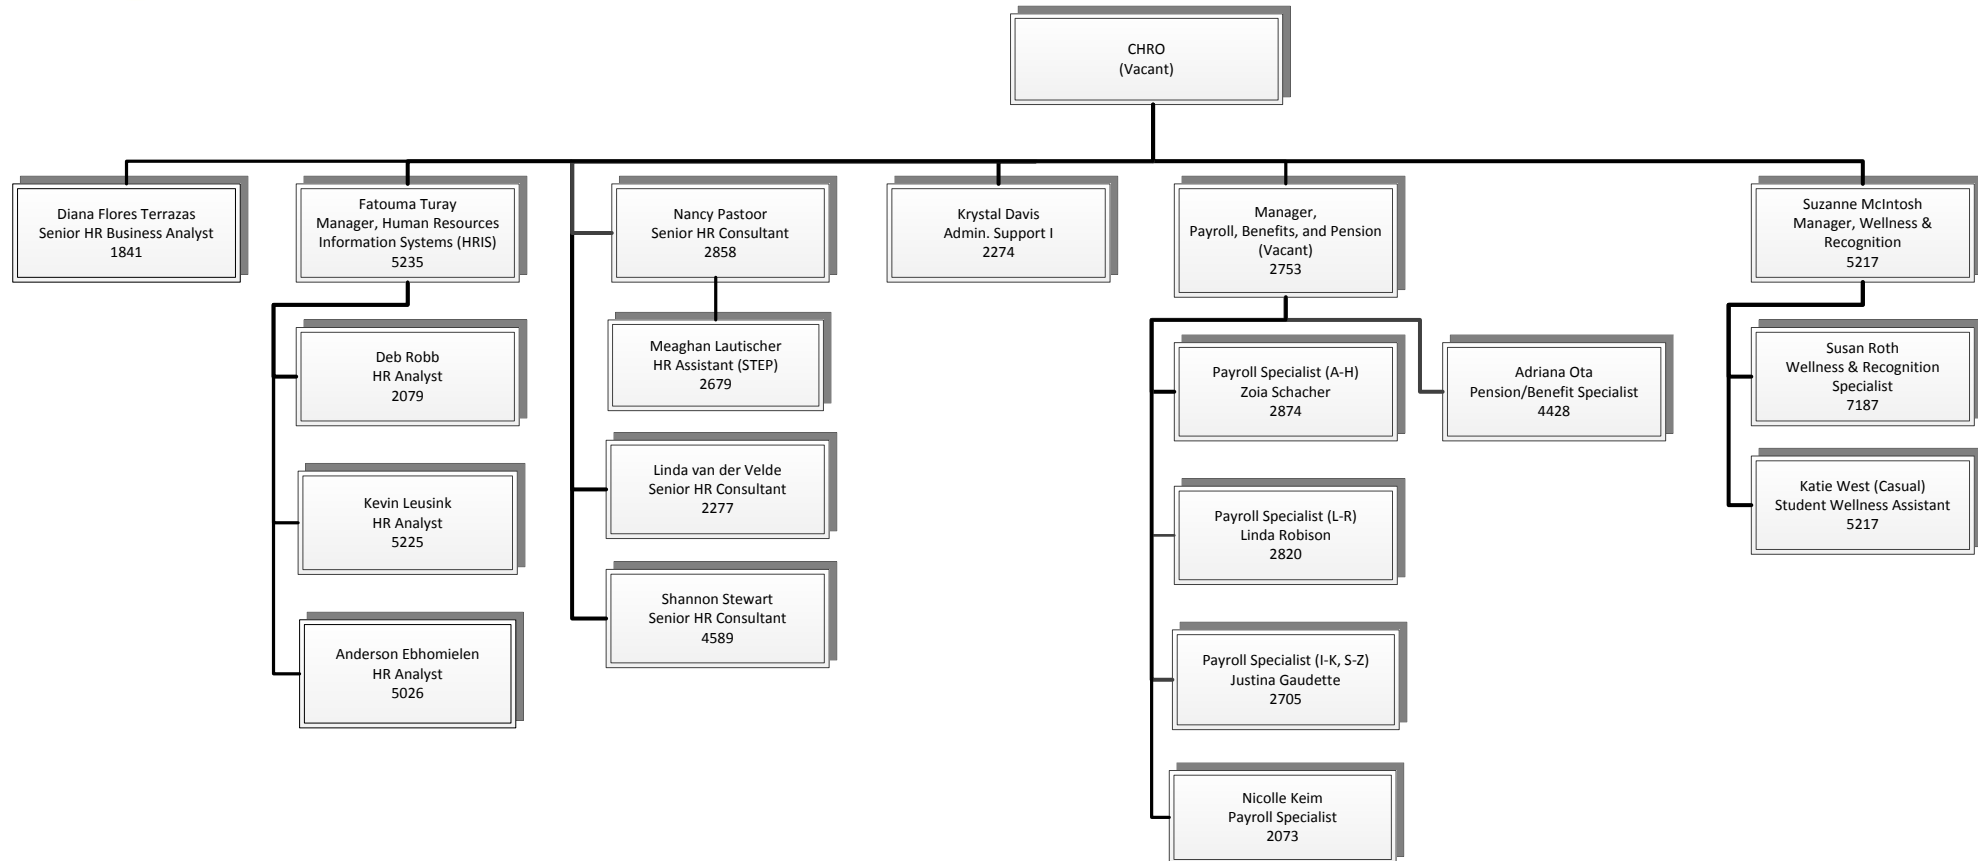 CHRO
(Vacant)
Diana Flores Terrazas
Senior HR Business Analyst
1841
Fatouma Turay
Manager, Human Resources
Information Systems (HRIS)
5235
Nancy Pastoor
Senior HR Consultant
2858
Krystal Davis
Admin. Support I
2274
Manager,
Payroll, Benefits, and Pension
(Vacant)
2753
Suzanne McIntosh
Manager, Wellness &
Recognition
5217
Deb Robb
HR Analyst
2079
Kevin Leusink
HR Analyst
5225
Anderson Ebhomielen
HR Analyst
5026
Meaghan Lautischer
HR Assistant (STEP)
2679
Linda van der Velde
Senior HR Consultant
2277
Shannon Stewart
Senior HR Consultant
4589
Payroll Specialist (A-H)
Zoia Schacher
2874
Adriana Ota
Pension/Benefit Specialist
4428
Payroll Specialist (L-R)
Linda Robison
2820
Payroll Specialist (I-K, S-Z)
Justina Gaudette
2705
Nicolle Keim
Payroll Specialist
2073
Susan Roth
Wellness & Recognition
Specialist
7187
Katie West (Casual)
Student Wellness Assistant
5217